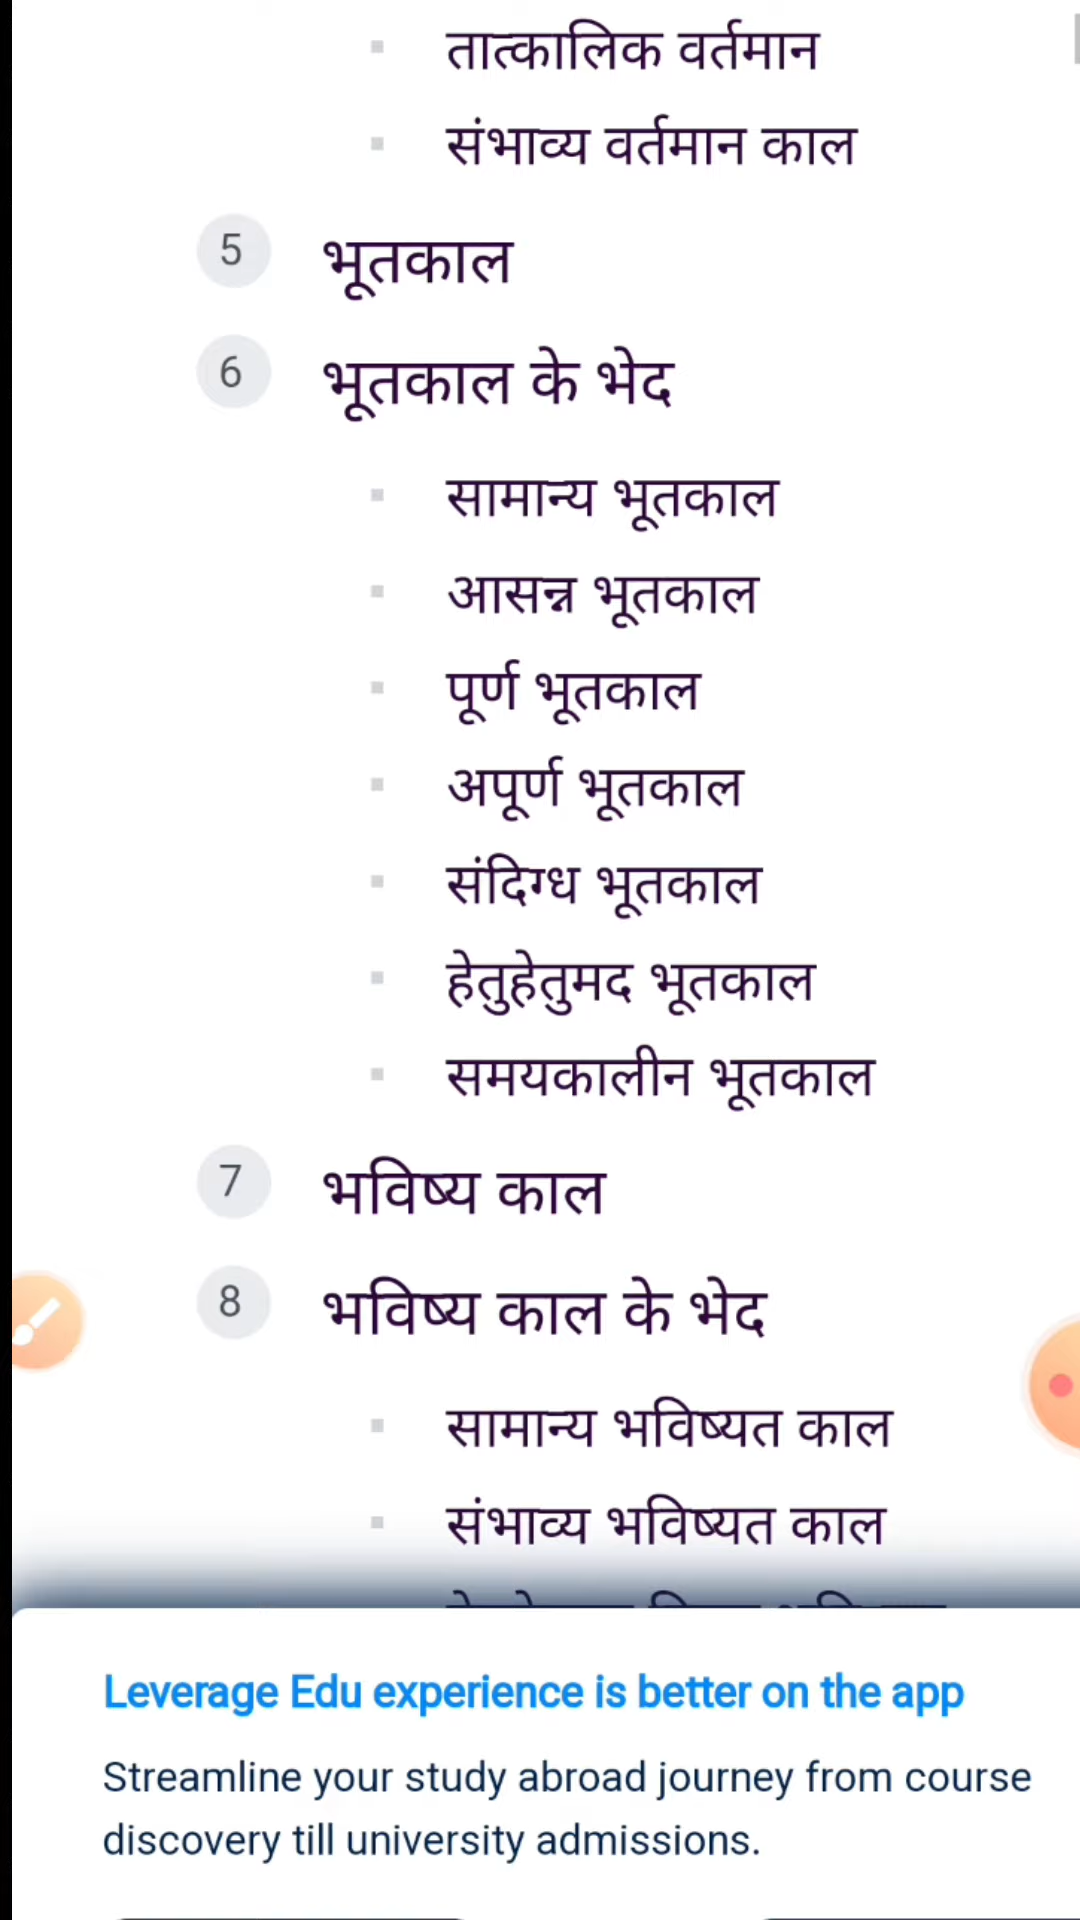 तात्कालिक वर्तमान
संभाव्य वर्तमान काल
5 भूतकाल
6 भूतकाल के भेद
सामान्य भूतकाल
आसन्न भूतकाल
पूर्ण भूतकाल
अपूर्ण भूतकाल
संदिग्ध भूतकाल
हेतुहेतुमद भूतकाल
समयकालीन भूतकाल
7 भविष्य काल
8 भविष्य काल के भेद
सामान्य भविष्यत काल
संभाव्य भविष्यत काल
Leverage Edu experience is better on the app
Streamline your study abroad journey from course
discovery till university admissions.